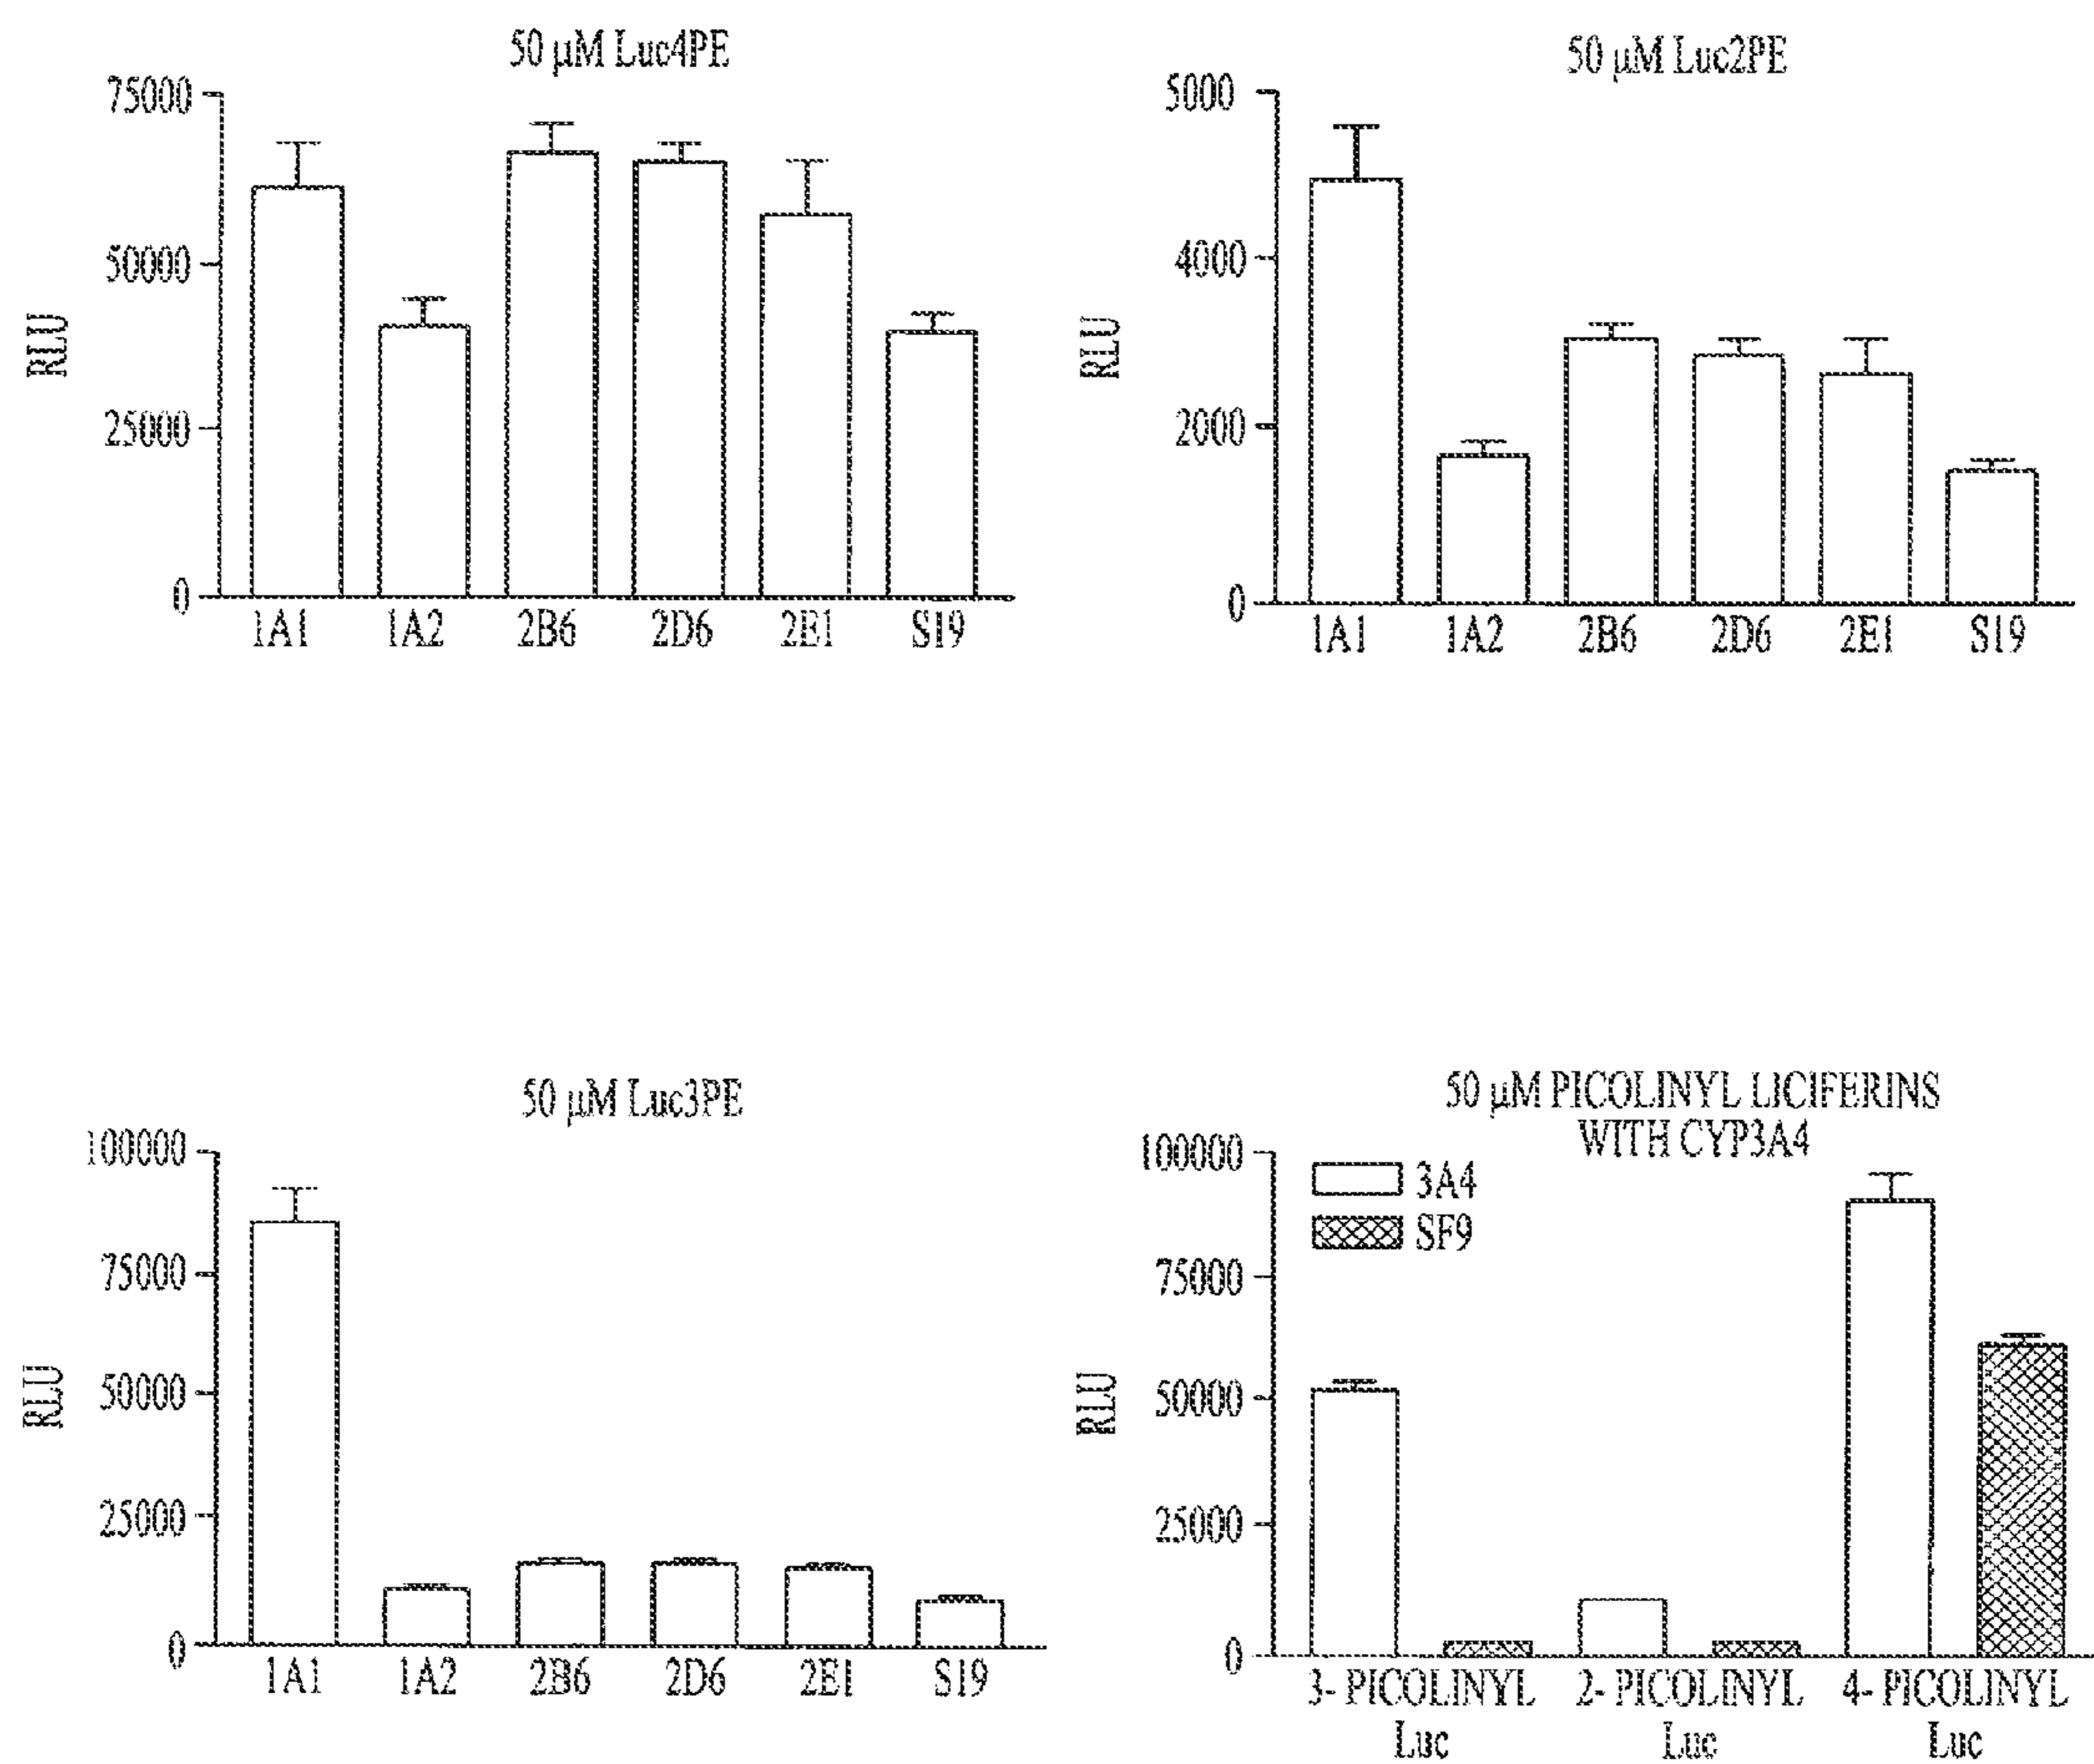 50 µM Luc4PE
75000
50000
25000
0
RLU
1A1 1A2 2B6 2D6 2E1 S19
50 µM Luc2PE
5000
4000
2000
0
RLU
1A1 1A2 2B6 2D6 2E1 S19
50 µM Luc3PE
100000
75000
50000
25000
0
RLU
1A1 1A2 2B6 2D6 2E1 S19
50 µM PICOLINYL LICIFERINS
WITH CYP3A4
100000
75000
50000
25000
0
RLU
3A4
SF9
3- PICOLINYL 2- PICOLINYL 4- PICOLINYL
Luc Luc Luc